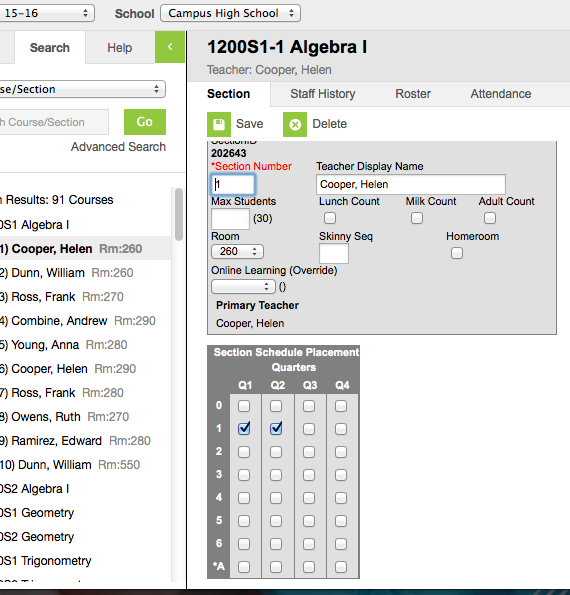 15-16 School Campus High School
Search Help
se/Section
h Course/Section Go
Advanced Search
n Results: 91 Courses
0S1 Algebra I
1) Cooper, Helen Rm:260
2) Dunn, William Rm:260
3) Ross, Frank Rm:270
4) Combine, Andrew Rm:290
5) Young, Anna Rm:280
6) Cooper, Helen Rm:290
7) Ross, Frank Rm:280
8) Owens, Ruth Rm:270
9) Ramirez, Edward Rm:280
10) Dunn, William Rm:550
0S2 Algebra I
0S1 Geometry
0S2 Geometry
0S1 Trigonometry
1200S1-1 Algebra I
Teacher: Cooper, Helen
Section Staff History Roster Attendance
Save Delete
SectionID
202643
*Section Number Teacher Display Name
1 Cooper, Helen
Max Students Lunch Count Milk Count Adult Count
(30)
Room Skinny Seq Homeroom
260
Online Learning (Override)
()
Primary Teacher
Cooper, Helen
Section Schedule Placement
Quarters
Q1 Q2 Q3 Q4
0
1
2
3
4
5
6
*A